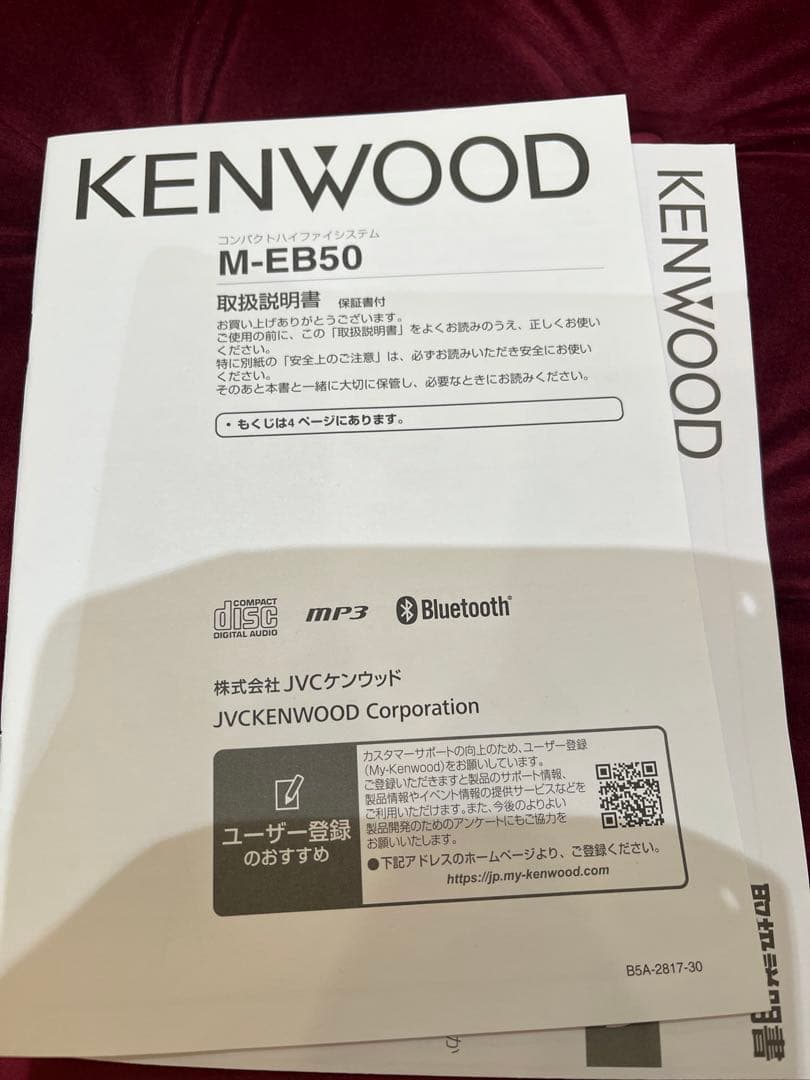 KENWOOD
コンパクトハイファイシステム
M-EB50
取扱説明書 保証書付
お買い上げありがとうございます。
ご使用の前に、この「取扱説明書」をよくお読みのうえ、正しくお使い
ください。
特に別紙の「安全上のご注意」は、必ずお読みいただき安全にお使い
ください。
そのあと本書と一緒に大切に保管し、必要なときにお読みください。
・もくじは4 ページにあります。
COMPACT
disc
DIGITAL AUDIO
MP3
Bluetooth®
株式会社 JVCケンウッド
JVCKENWOOD Corporation
ユーザー登録
のおすすめ
カスタマーサポートの向上のため、ユーザー登録
(My-Kenwood)をお願いしています。
ご登録いただきますと製品のサポート情報、
製品情報やイベント情報の提供サービスなどを
ご利用いただけます。また、今後のよりよい
製品開発のためのアンケートにもご協力を
お願いいたします。
●下記アドレスのホームページより、ご登録ください。
https://jp.my-kenwood.com
B5A-2817-30
KENWOOD
書
か